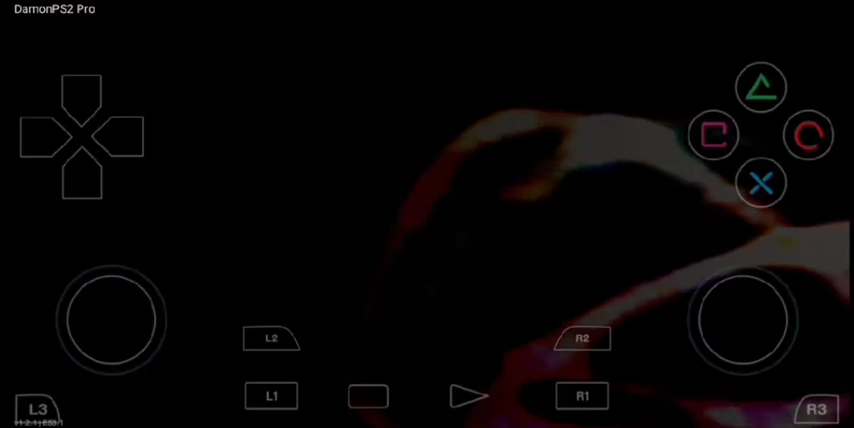 DamonPS2 Pro
L2
R2
L1
R1
L3
R3